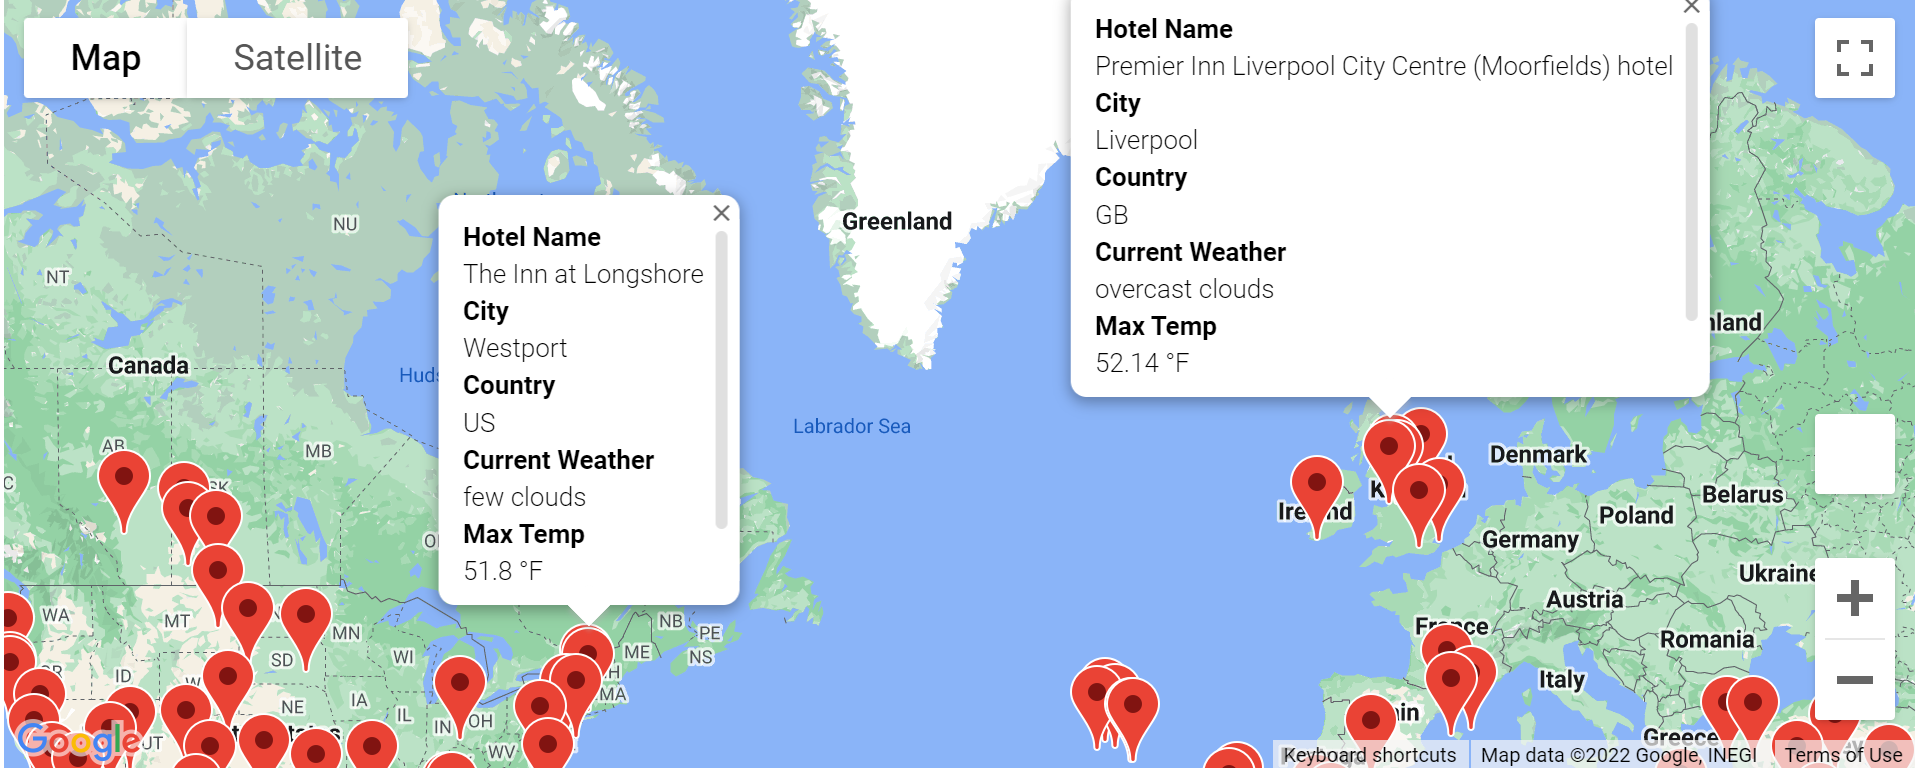 Map
Satellite
Hotel Name
Premier Inn Liverpool City Centre (Moorfields) hotel
City
Liverpool
Country
GB
Current Weather
overcast clouds
Max Temp
52.14 °F
Hotel Name
The Inn at Longshore
City
Westport
Country
US
Current Weather
few clouds
Max Temp
51.8 °F
Greenland
NU
NT
Canada
Labrador Sea
AB
SK
MB
WA
MT
MN
WI
SD
ID
IA
NE
IL
IN
OH
UT
WV
NB
PE
ME
NS
MA
Denmark
Ireland
Belarus
Poland
Germany
Ukraine
Austria
France
Romania
Italy
Greece
Google
Keyboard shortcuts
Map data ©2022 Google, INEGI
Terms of Use